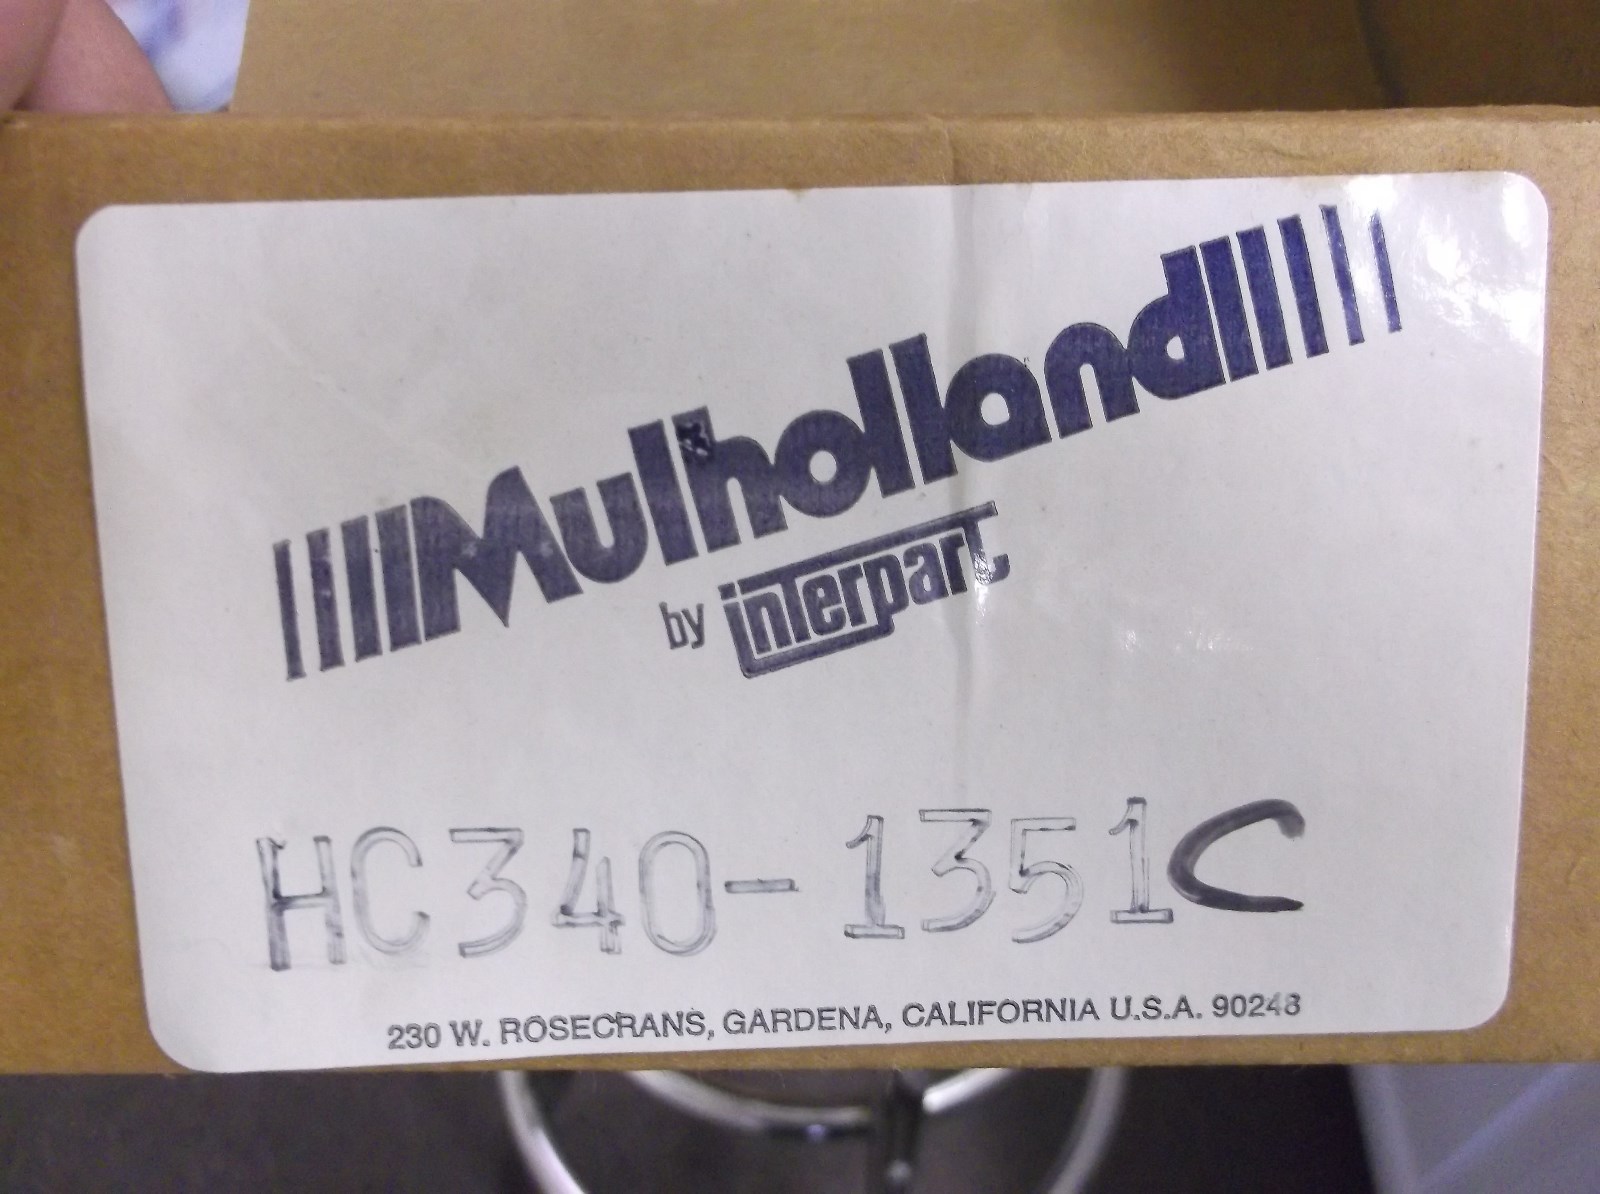 Mulholland
by interpart
HC340-1351C
230 W. ROSECRANS, GARDENA, CALIFORNIA U.S.A. 90248